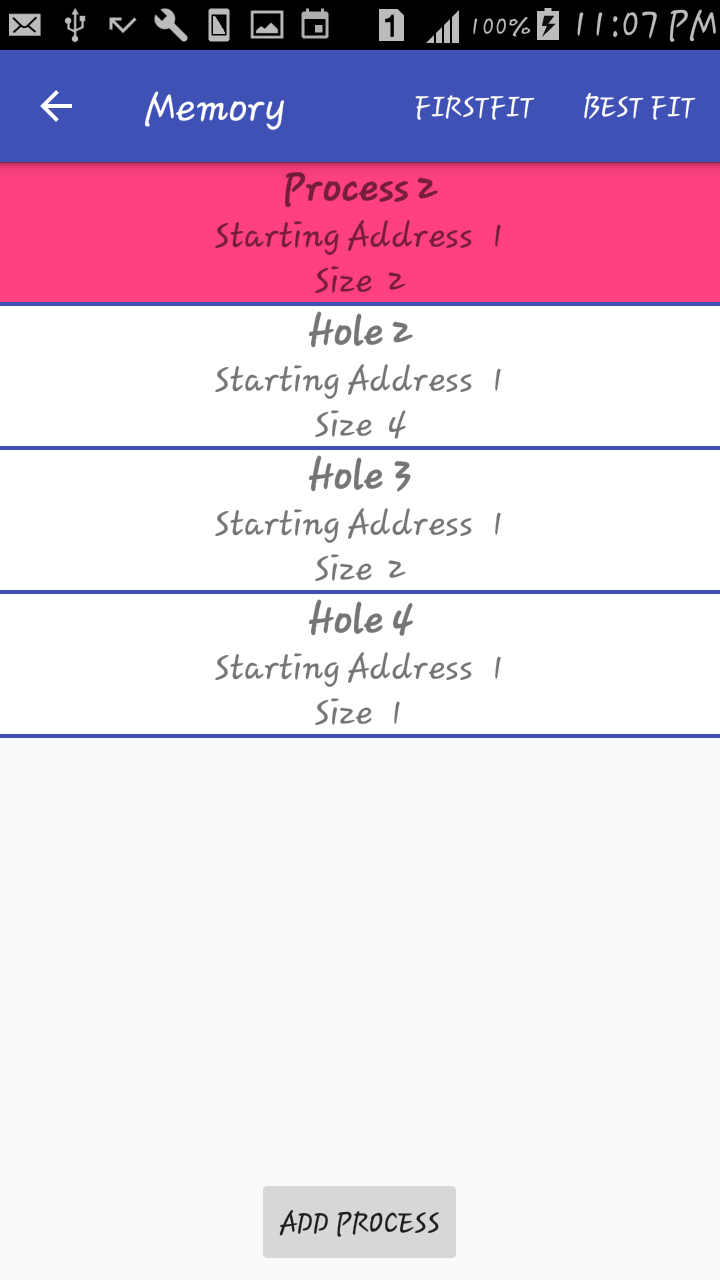 1 100% 11:07 PM
Memory FIRSTFIT BEST FIT
Process 2
Starting Address 1
Size 2
Hole 2
Starting Address 1
Size 4
Hole 3
Starting Address 1
Size 2
Hole 4
Starting Address 1
Size 1
ADD PROCESS